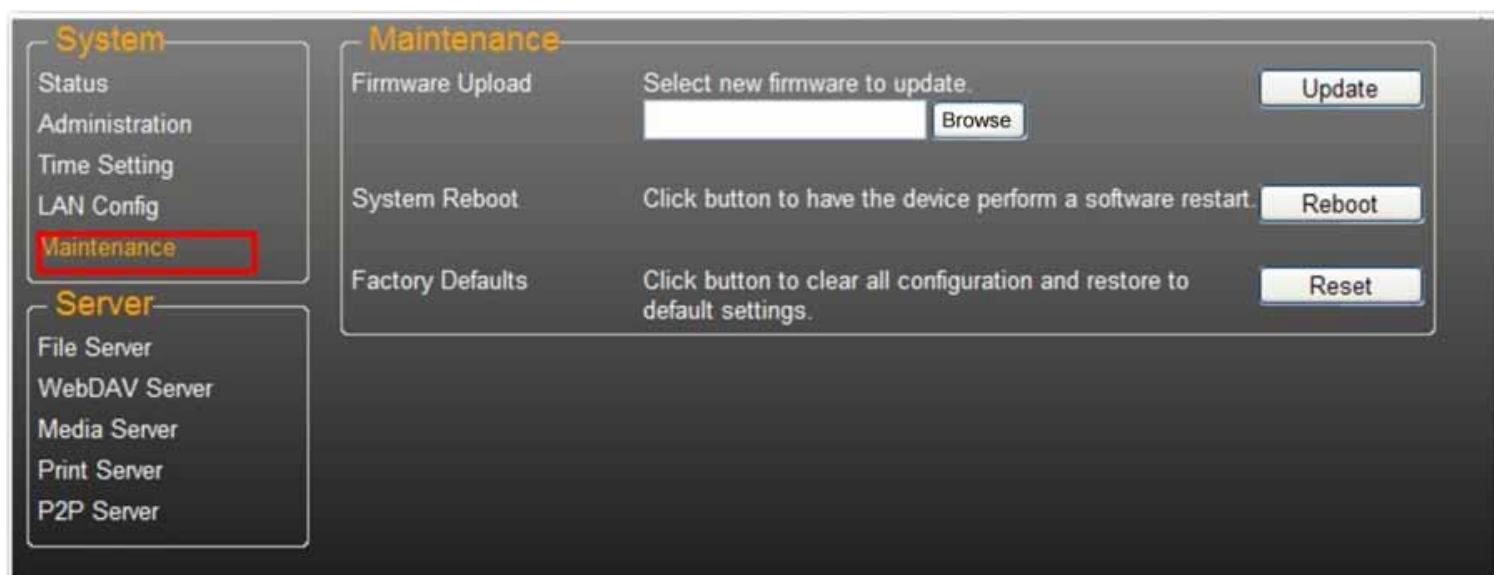 System
Status
Administration
Time Setting
LAN Config
Maintenance
Server
File Server
WebDAV Server
Media Server
Print Server
P2P Server
Maintenance
Firmware Upload
Select new firmware to update.
Browse
Update
System Reboot
Click button to have the device perform a software restart.
Reboot
Factory Defaults
Click button to clear all configuration and restore to
default settings.
Reset